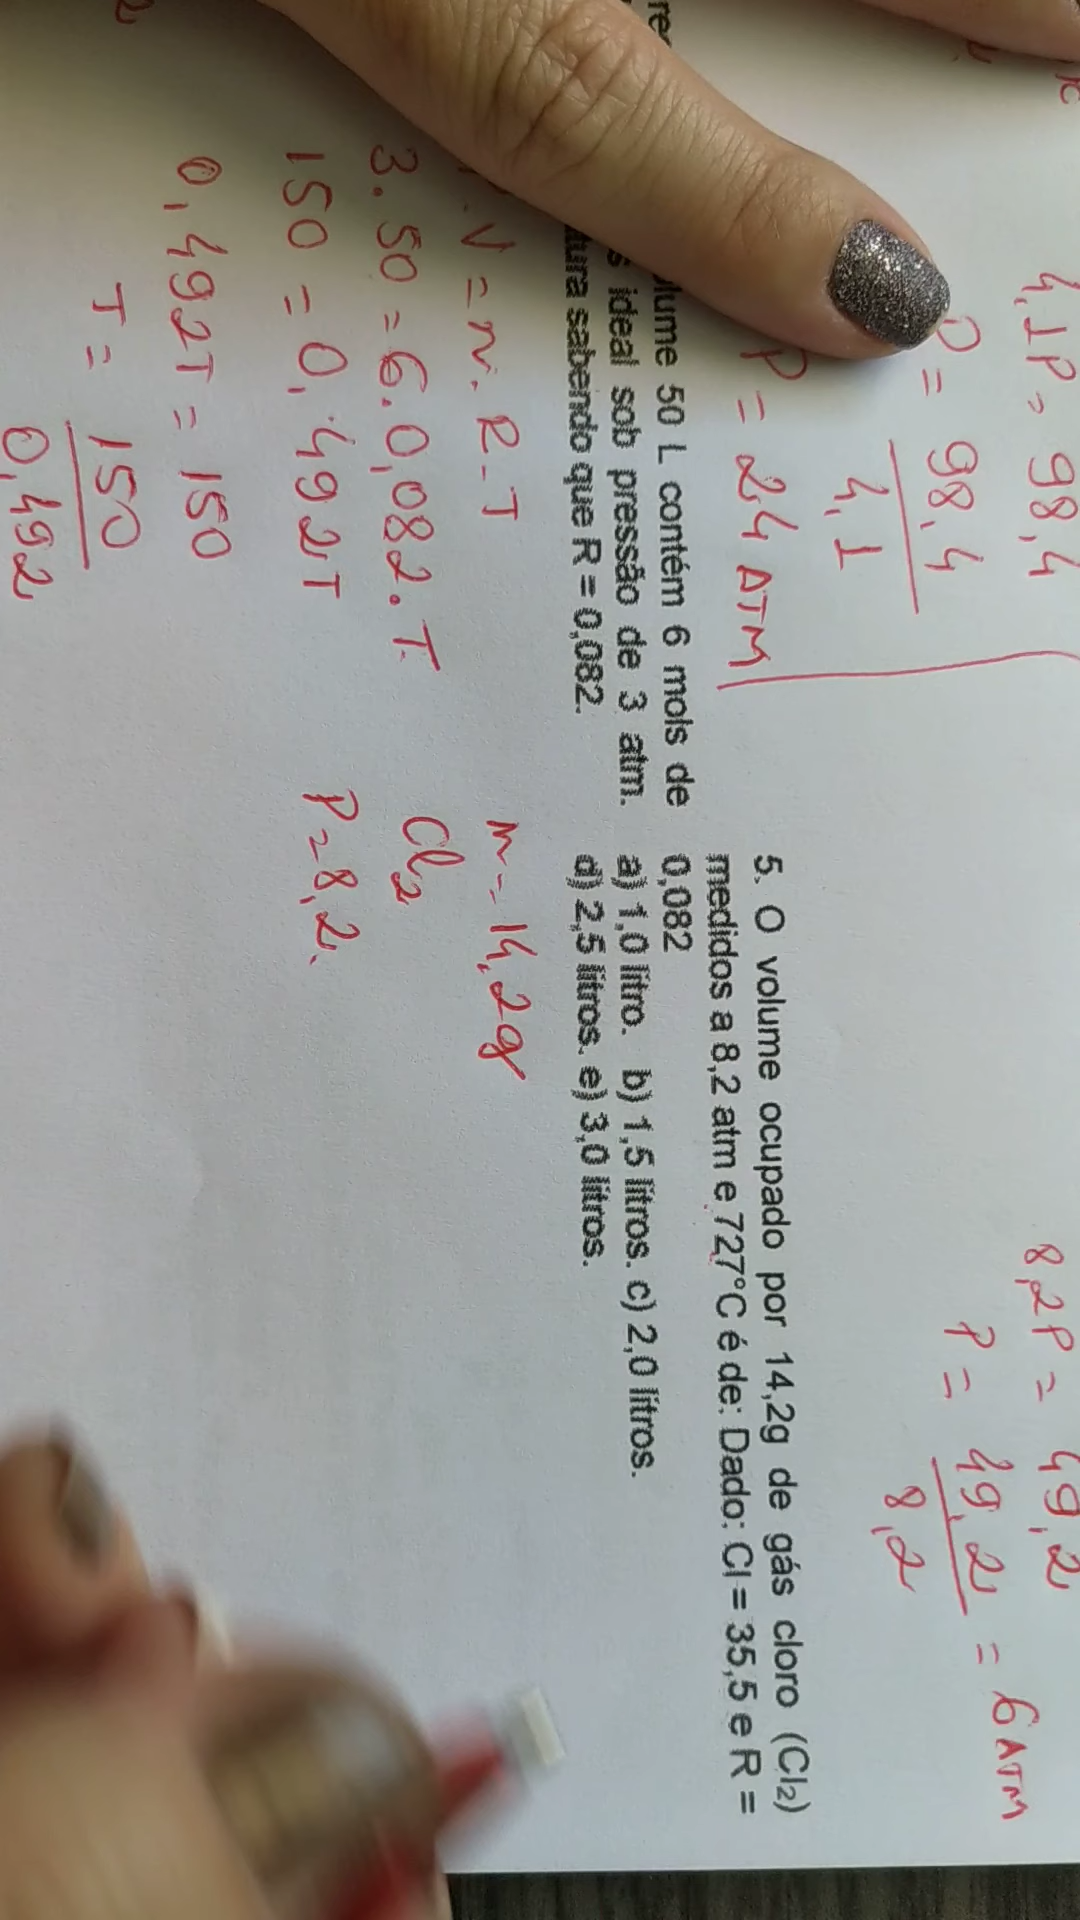 4,1P = 98,4
P = 98,4
4,1
P = 24 ATM
50 L contém 6 mols de
ideal sob pressão de 3 atm.
sabendo que R = 0,082.
V = n. R. T
3. 50 = 6. 0,082. T
150 = 0,492T
0,492T = 150
T = 150
0,492
8,2P = 49,2
P = 49,2 = 6 ATM
8,2
5. O volume ocupado por 14,2g de gás cloro (Cl₂)
medidos a 8,2 atm e 727°C é de: Dado: Cl = 35,5 e R =
0,082
a) 1,0 litro. b) 1,5 litros. c) 2,0 litros.
d) 2,5 litros. e) 3,0 litros.
m = 14,2g
Cl₂
P = 8,2